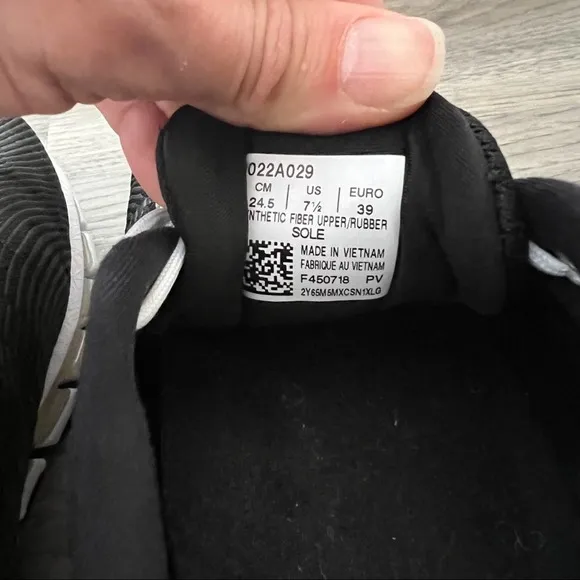 022A029
CM | US | EURO
24.5 | 7½ | 39
NTHETIC FIBER UPPER/RUBBER
SOLE
MADE IN VIETNAM
FABRIQUE AU VIETNAM
F450718 PV
2Y65M5MXCSN1XLG